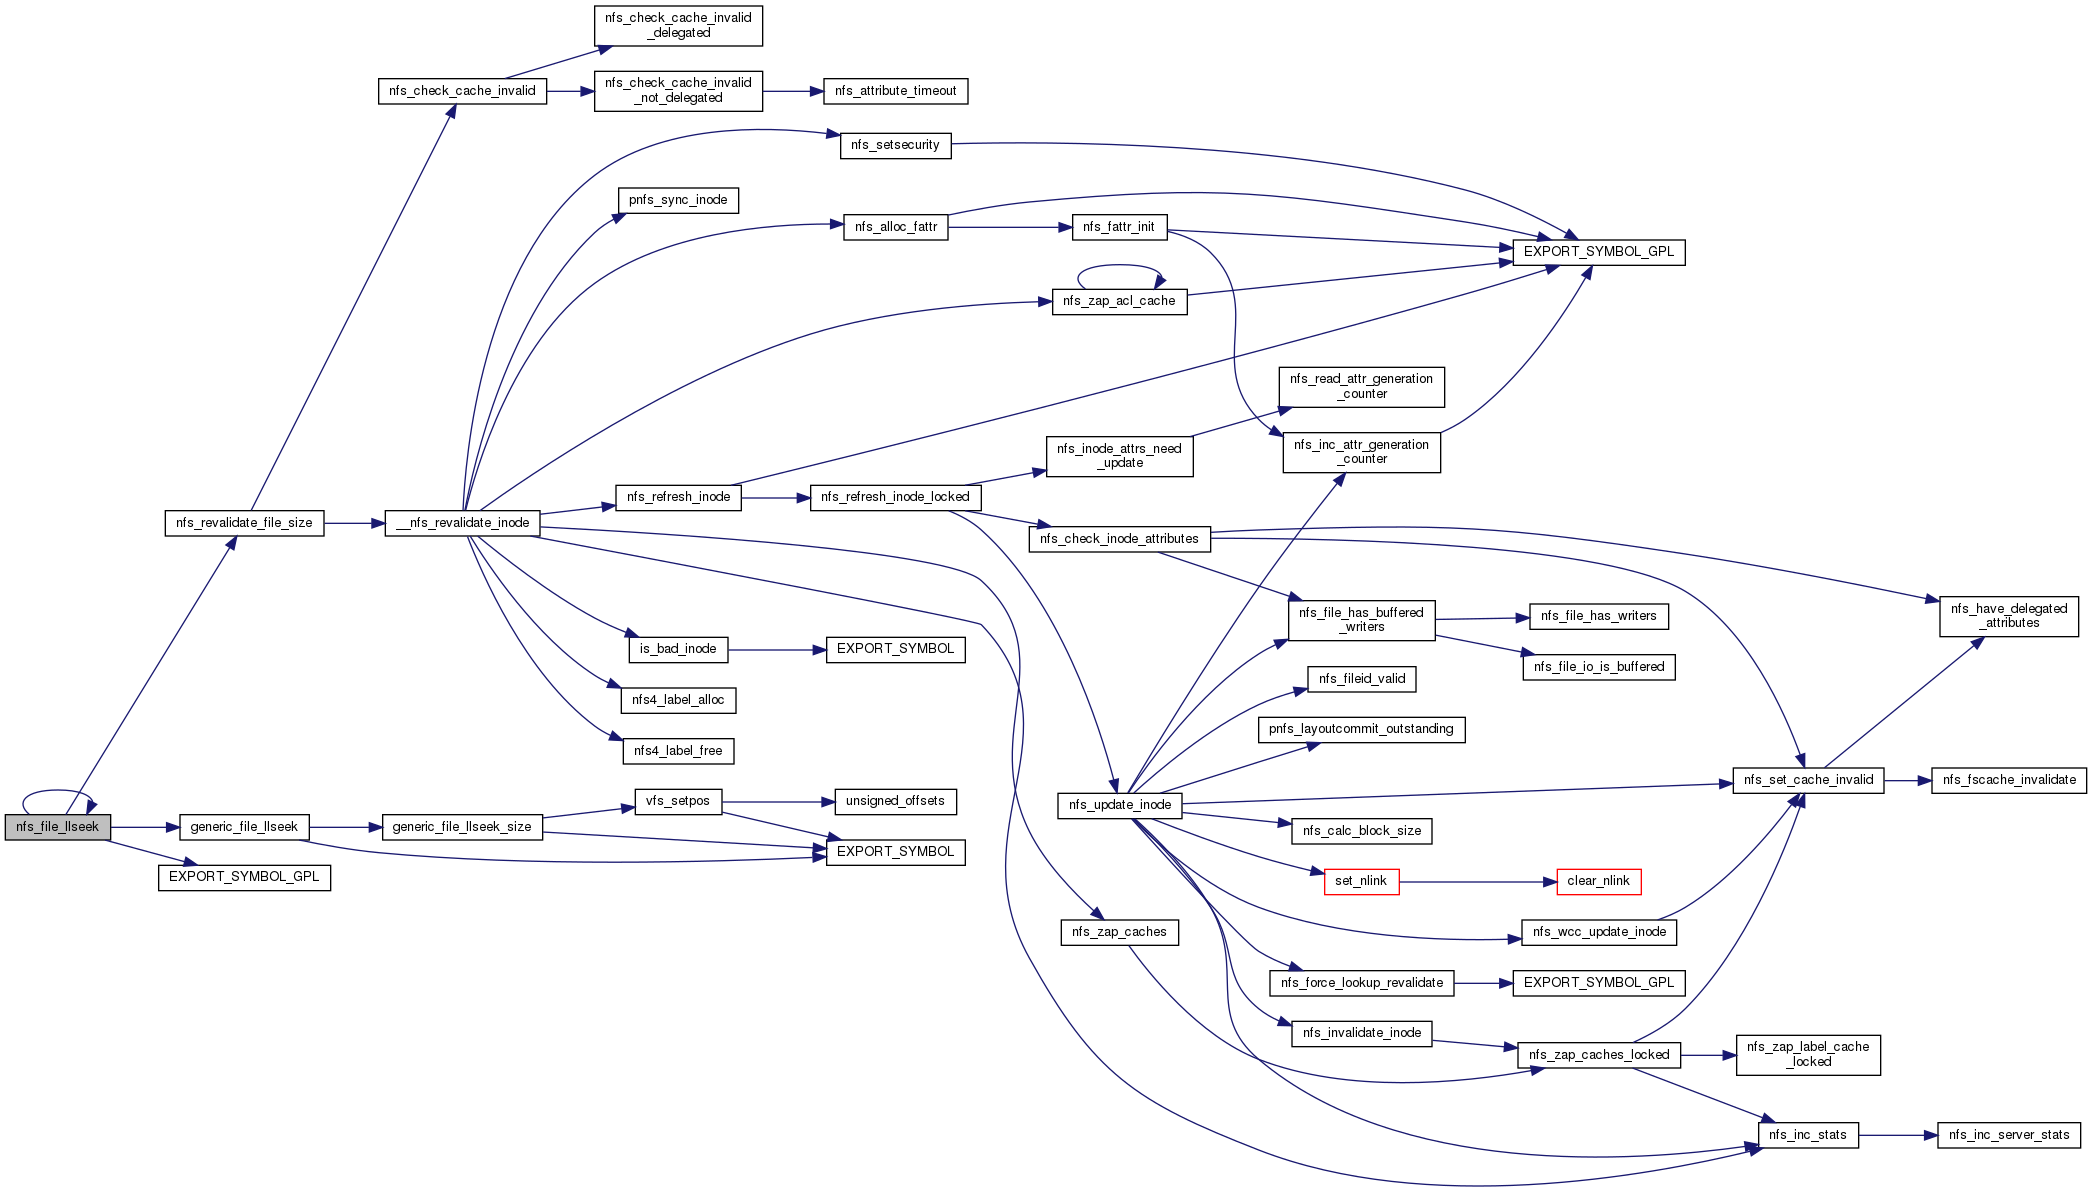 nfs_check_cache_invalid
_delegated
nfs_check_cache_invalid
nfs_check_cache_invalid
_not_delegated
nfs_attribute_timeout
nfs_setsecurity
pnfs_sync_inode
nfs_alloc_fattr
nfs_fattr_init
EXPORT_SYMBOL_GPL
nfs_zap_acl_cache
nfs_read_attr_generation
_counter
nfs_inode_attrs_need
_update
nfs_inc_attr_generation
_counter
nfs_refresh_inode
nfs_refresh_inode_locked
nfs_revalidate_file_size
__nfs_revalidate_inode
nfs_check_inode_attributes
nfs_file_has_buffered
_writers
nfs_file_has_writers
nfs_have_delegated
_attributes
is_bad_inode
EXPORT_SYMBOL
nfs_file_io_is_buffered
nfs_fileid_valid
nfs4_label_alloc
pnfs_layoutcommit_outstanding
nfs4_label_free
nfs_set_cache_invalid
nfs_fscache_invalidate
vfs_setpos
unsigned_offsets
nfs_update_inode
nfs_file_llseek
generic_file_llseek
generic_file_llseek_size
nfs_calc_block_size
EXPORT_SYMBOL
EXPORT_SYMBOL_GPL
set_nlink
clear_nlink
nfs_zap_caches
nfs_wcc_update_inode
nfs_force_lookup_revalidate
EXPORT_SYMBOL_GPL
nfs_invalidate_inode
nfs_zap_caches_locked
nfs_zap_label_cache
_locked
nfs_inc_stats
nfs_inc_server_stats